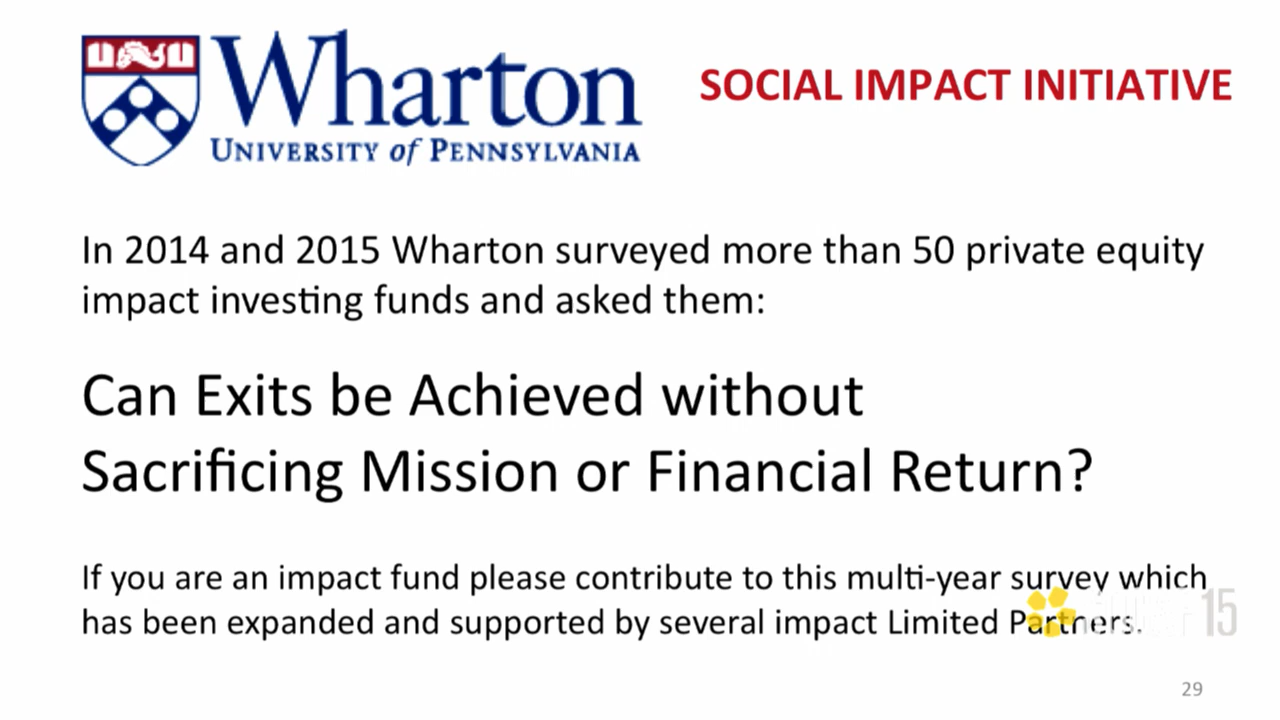 Wharton
UNIVERSITY of PENNSYLVANIA
SOCIAL IMPACT INITIATIVE
In 2014 and 2015 Wharton surveyed more than 50 private equity
impact investing funds and asked them:
Can Exits be Achieved without
Sacrificing Mission or Financial Return?
If you are an impact fund please contribute to this multi-year survey which
has been expanded and supported by several impact Limited Partners.
15
29